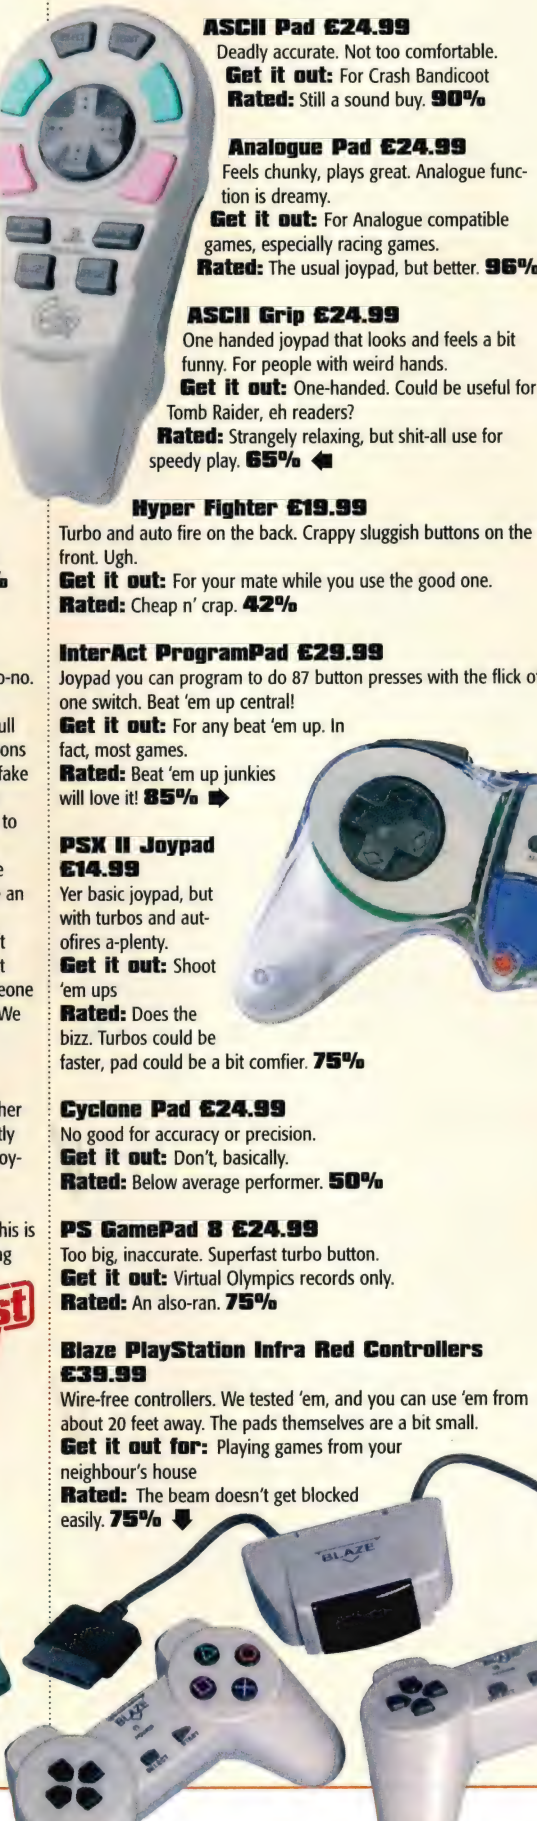 ASCII Pad £24.99
Deadly accurate. Not too comfortable.
Get it out: For Crash Bandicoot
Rated: Still a sound buy. 90%
Analogue Pad £24.99
Feels chunky, plays great. Analogue func-
tion is dreamy.
Get it out: For Analogue compatible
games, especially racing games.
Rated: The usual joypad, but better. 96%
ASCII Grip £24.99
One handed joypad that looks and feels a bit
funny. For people with weird hands.
Get it out: One-handed. Could be useful for
Tomb Raider, eh readers?
Rated: Strangely relaxing, but shit-all use for
speedy play. 65%
Hyper Fighter £19.99
Turbo and auto fire on the back. Crappy sluggish buttons on the
front. Ugh.
Get it out: For your mate while you use the good one.
Rated: Cheap n' crap. 42%
InterAct ProgramPad £29.99
Joypad you can program to do 87 button presses with the flick of
one switch. Beat 'em up central!
Get it out: For any beat 'em up. In
fact, most games.
Rated: Beat 'em up junkies
will love it! 85%
PSX II Joypad
£14.99
Yer basic joypad, but
with turbos and aut-
ofires a-plenty.
Get it out: Shoot
'em ups
Rated: Does the
bizz. Turbos could be
faster, pad could be a bit comfier. 75%
Cyclone Pad £24.99
No good for accuracy or precision.
Get it out: Don't, basically.
Rated: Below average performer. 50%
PS GamePad 8 £24.99
Too big, inaccurate. Superfast turbo button.
Get it out: Virtual Olympics records only.
Rated: An also-ran. 75%
Blaze PlayStation Infra Red Controllers
£39.99
Wire-free controllers. We tested 'em, and you can use 'em from
about 20 feet away. The pads themselves are a bit small.
Get it out for: Playing games from your
neighbour's house
Rated: The beam doesn't get blocked
easily. 75%
BLAZE
BLAZE
SELECT START